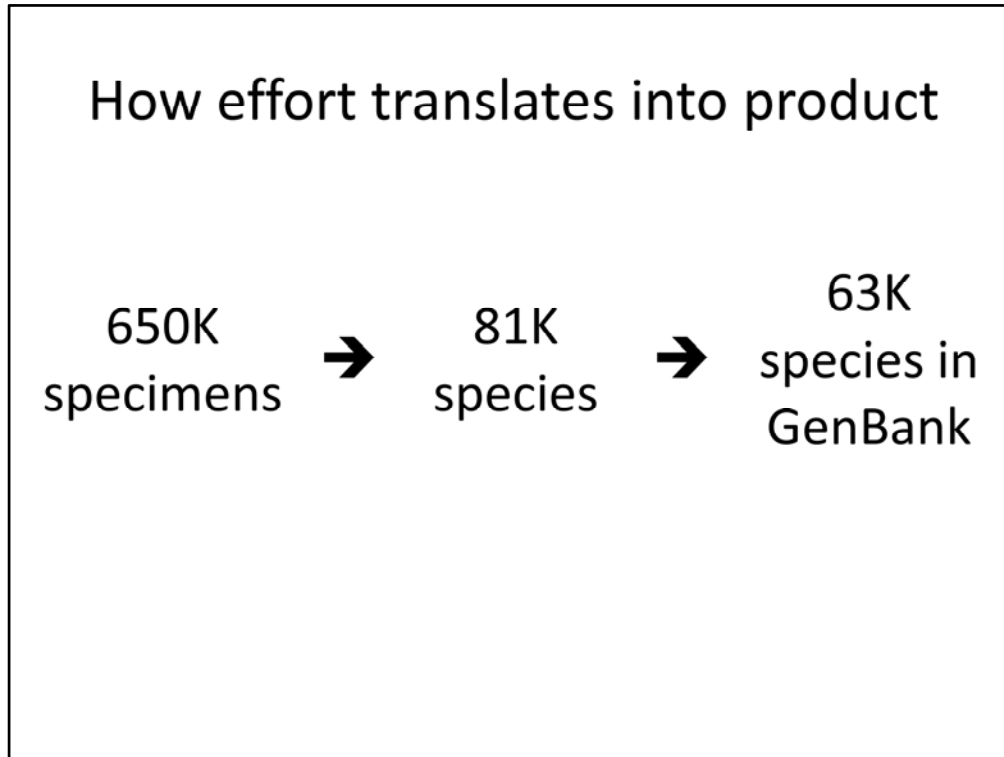 How effort translates into product
650K
specimens
➔
81K
species
➔
63K
species in
GenBank